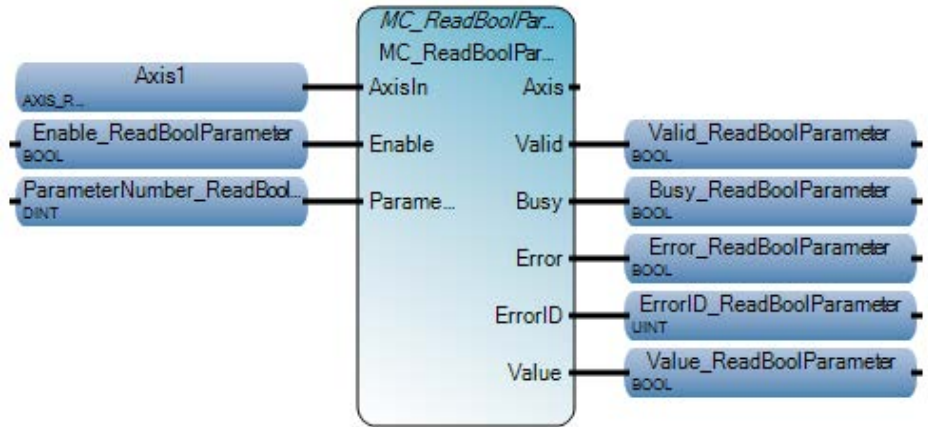 MC_ReadBoolPar...
MC_ReadBoolPar...
Axis1
AXIS_R...
AxisIn
Axis
Enable_ReadBoolParameter
BOOL
Enable
Valid
Valid_ReadBoolParameter
BOOL
ParameterNumber_ReadBool...
DINT
Parame...
Busy
Busy_ReadBoolParameter
BOOL
Error
Error_ReadBoolParameter
BOOL
ErrorID
ErrorID_ReadBoolParameter
UINT
Value
Value_ReadBoolParameter
BOOL